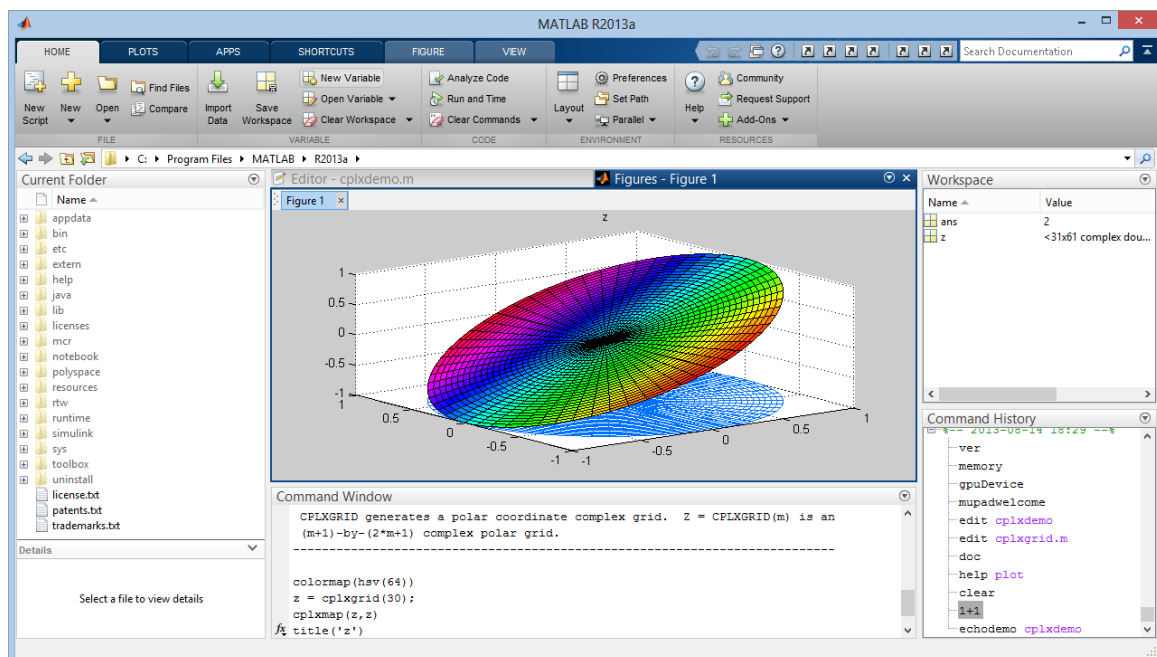 MATLAB R2013a
HOME PLOTS APPS SHORTCUTS FIGURE VIEW
Search Documentation
New Script
New
Open
Find Files
Compare
FILE
Import Data
Save Workspace
New Variable
Open Variable
Clear Workspace
VARIABLE
Analyze Code
Run and Time
Clear Commands
CODE
Layout
Preferences
Set Path
Parallel
ENVIRONMENT
Help
Community
Request Support
Add-Ons
RESOURCES
C: Program Files MATLAB R2013a
Current Folder
Name
appdata
bin
etc
extern
help
java
lib
licenses
mcr
notebook
polyspace
resources
rtw
runtime
simulink
sys
toolbox
uninstall
license.txt
patents.txt
trademarks.txt
Details
Select a file to view details
Editor - cplxdemo.m
Figures - Figure 1
Figure 1
z
1
0.5
0
-0.5
-1
1
0.5
0
-0.5
-1
-1
-0.5
0
0.5
1
Command Window
CPLXGRID generates a polar coordinate complex grid. Z = CPLXGRID(m) is an
(m+1)-by-(2*m+1) complex polar grid.
---------------------------------------------------------------------------
colormap(hsv(64))
z = cplxgrid(30);
cplxmap(z,z)
fx title('z')
Workspace
Name Value
ans 2
z <31x61 complex dou...
Command History
%-- 2013-08-14 18:29 --%
ver
memory
gpuDevice
mupadwelcome
edit cplxdemo
edit cplxgrid.m
doc
help plot
clear
1+1
echodemo cplxdemo